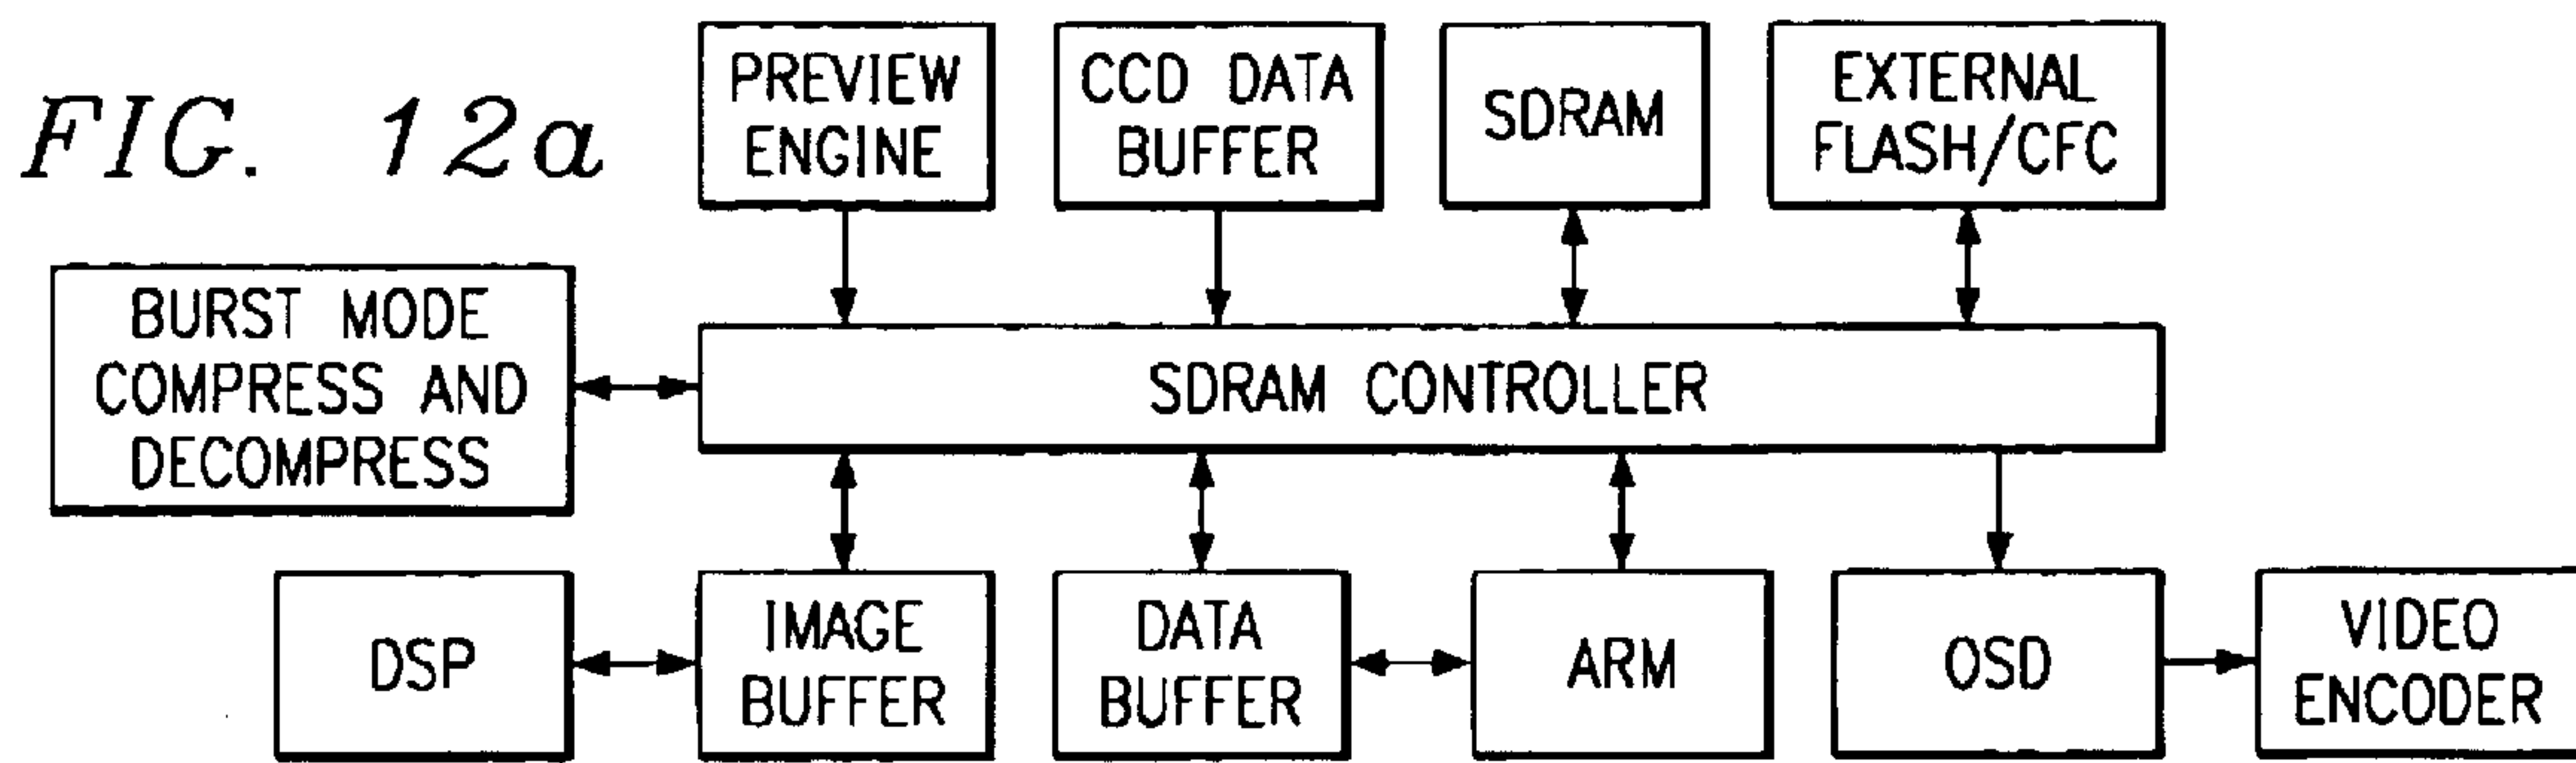 FIG. 12a
PREVIEW
ENGINE
CCD DATA
BUFFER
SDRAM
EXTERNAL
FLASH/CFC
BURST MODE
COMPRESS AND
DECOMPRESS
SDRAM CONTROLLER
DSP
IMAGE
BUFFER
DATA
BUFFER
ARM
OSD
VIDEO
ENCODER